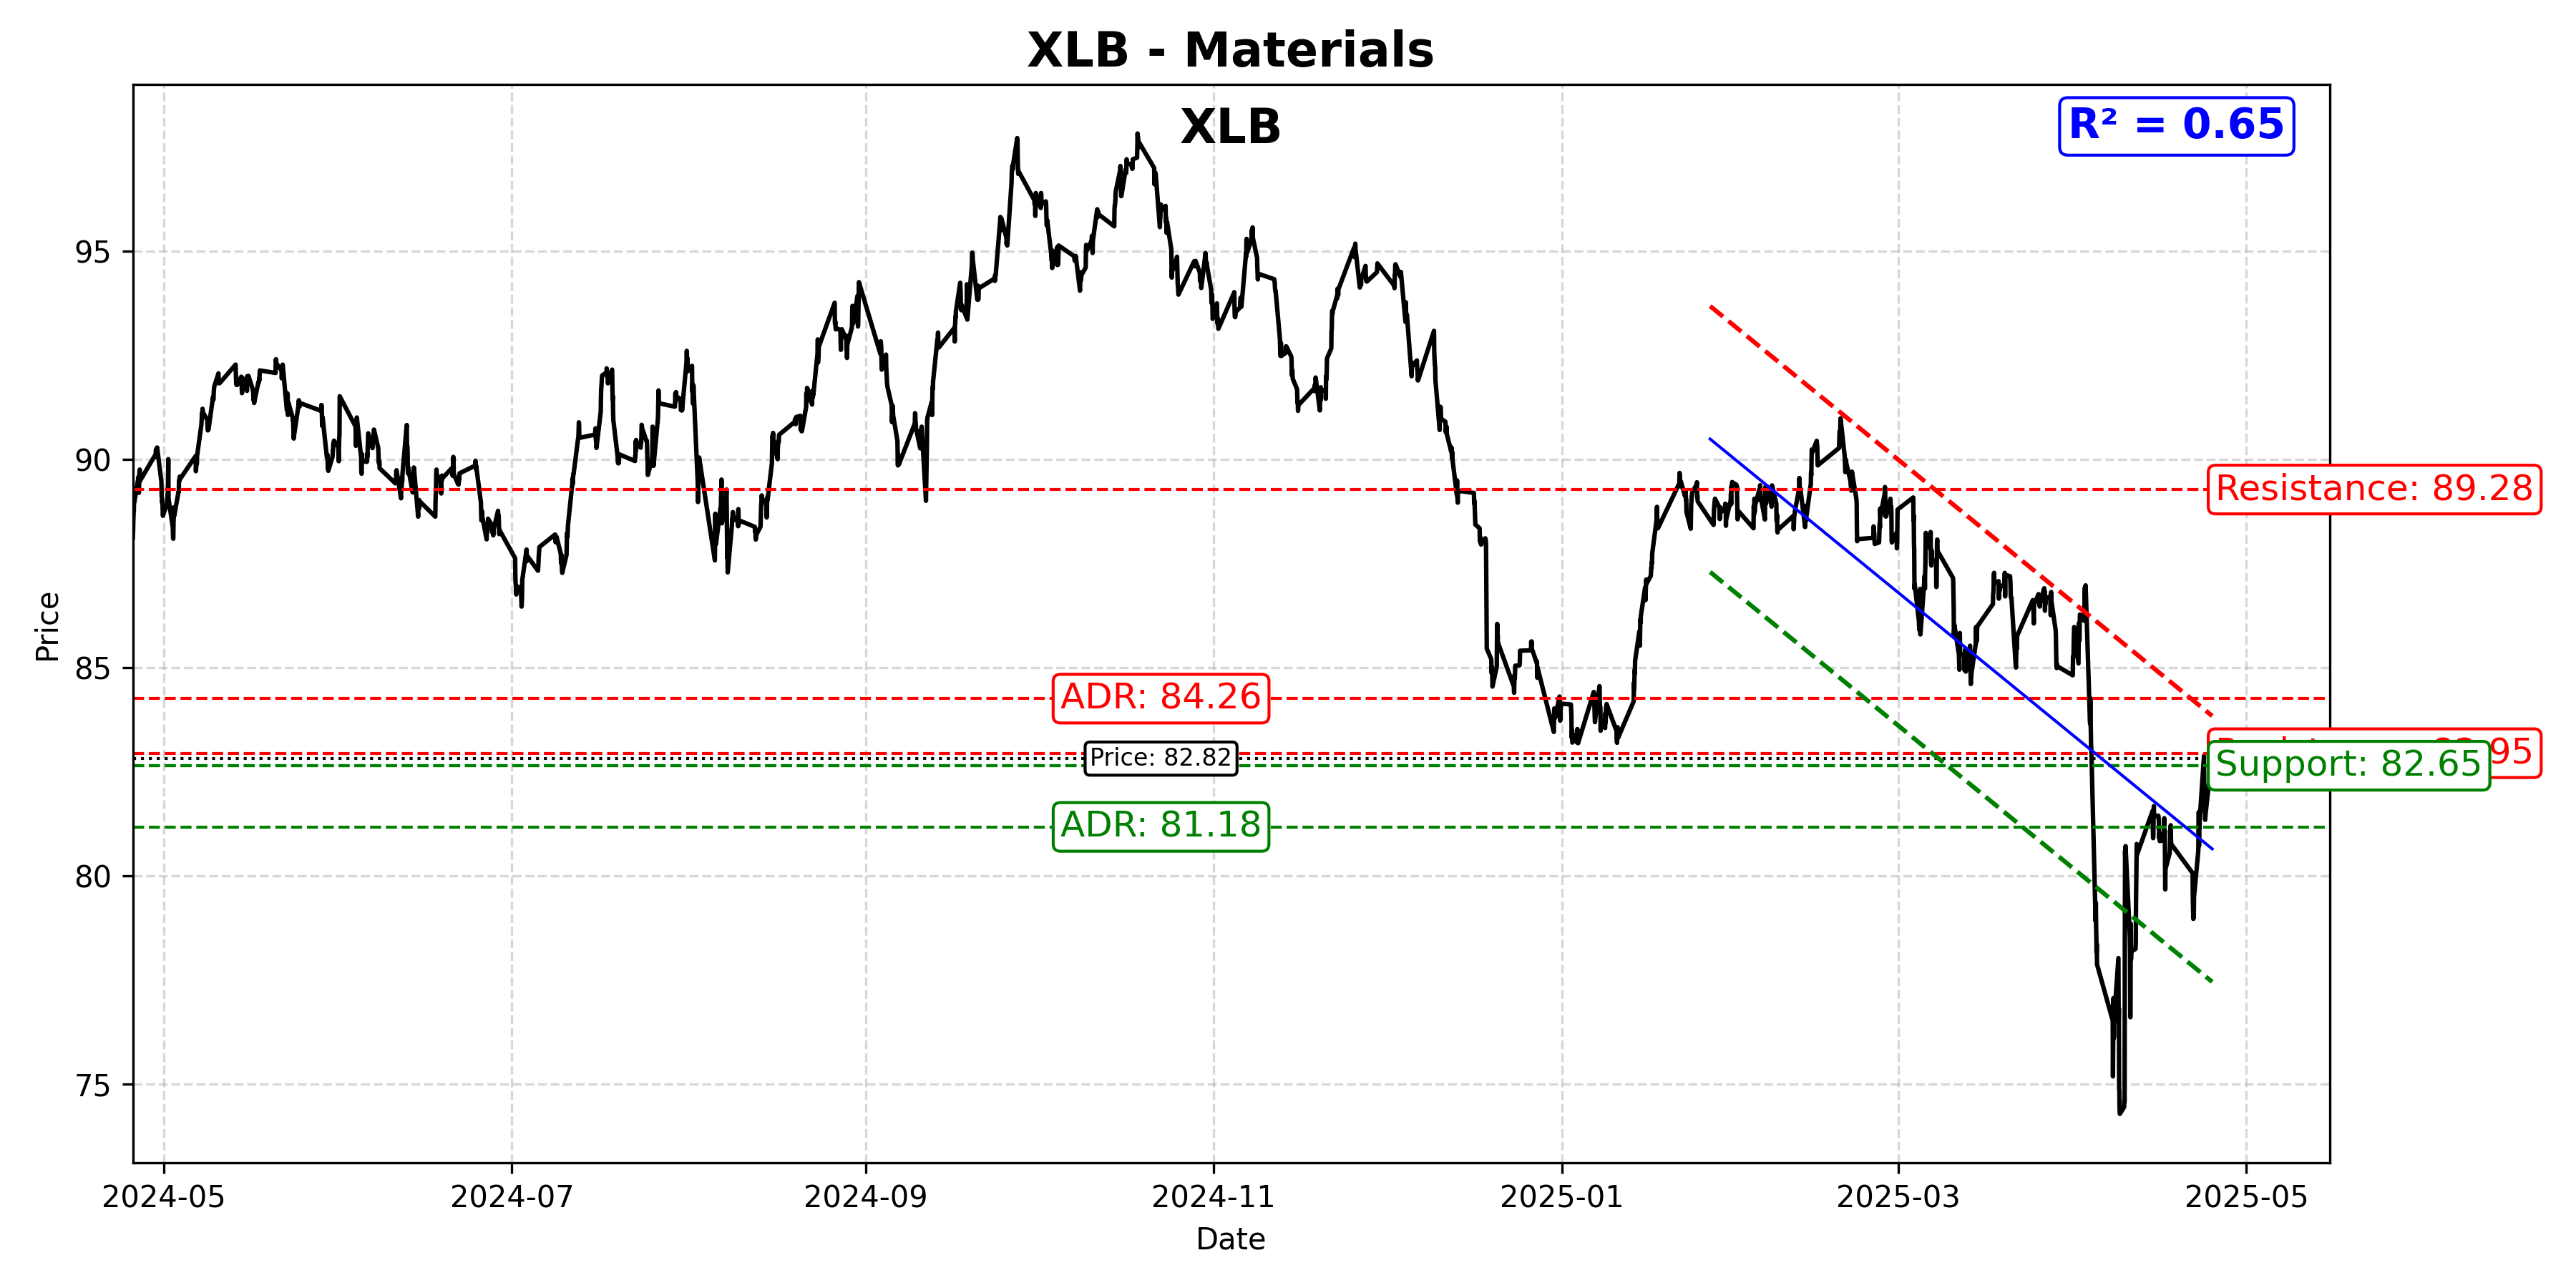 XLB - Materials
XLB
R² = 0.65
95
90
85
80
75
Price
Resistance: 89.28
ADR: 84.26
95
Price: 82.82
Support: 82.65
ADR: 81.18
2024-05
2024-07
2024-09
2024-11
2025-01
2025-03
2025-05
Date